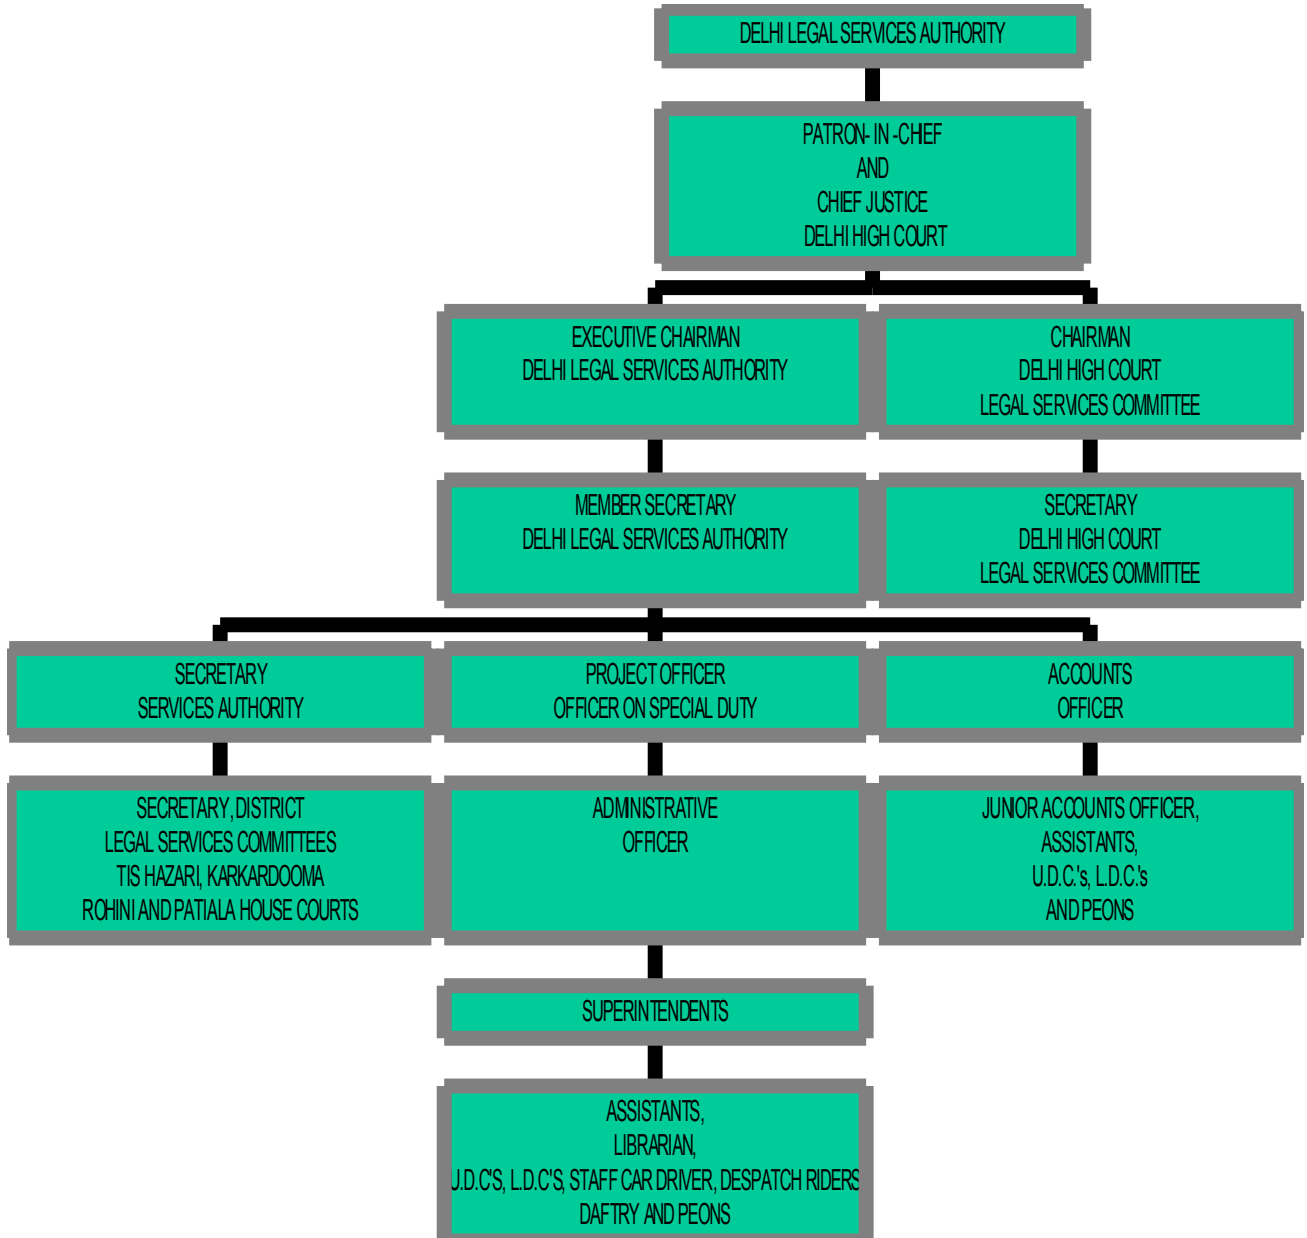 DELHI LEGAL SERVICES AUTHORITY
PATRON- IN -CHIEF
AND
CHIEF JUSTICE
DELHI HIGH COURT
EXECUTIVE CHAIRMAN
DELHI LEGAL SERVICES AUTHORITY
CHAIRMAN
DELHI HIGH COURT
LEGAL SERVICES COMMITTEE
MEMBER SECRETARY
DELHI LEGAL SERVICES AUTHORITY
SECRETARY
DELHI HIGH COURT
LEGAL SERVICES COMMITTEE
SECRETARY
SERVICES AUTHORITY
PROJECT OFFICER
OFFICER ON SPECIAL DUTY
ACCOUNTS
OFFICER
SECRETARY, DISTRICT
LEGAL SERVICES COMMITTEES
TIS HAZARI, KARKARDOOMA
ROHINI AND PATIALA HOUSE COURTS
ADMINISTRATIVE
OFFICER
JUNIOR ACCOUNTS OFFICER,
ASSISTANTS,
U.D.C.'s, L.D.C.'s
AND PEONS
SUPERINTENDENTS
ASSISTANTS,
LIBRARIAN,
U.D.C'S, L.D.C'S, STAFF CAR DRIVER, DESPATCH RIDERS
DAFTRY AND PEONS